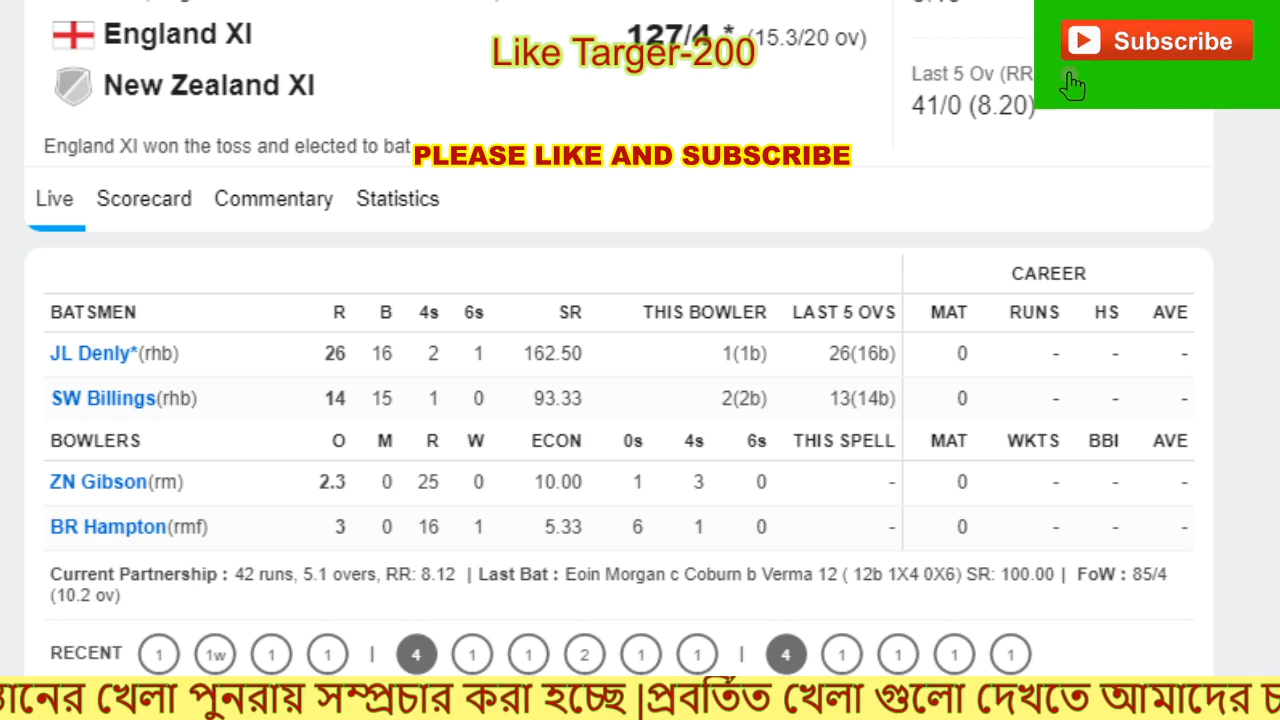 England XI 127/4 * (15.3/20 ov)
Like Targer-200
Subscribe
New Zealand XI
Last 5 Ov (RR
41/0 (8.20)
England XI won the toss and elected to bat
PLEASE LIKE AND SUBSCRIBE
Live Scorecard Commentary Statistics
CAREER
BATSMEN R B 4s 6s SR THIS BOWLER LAST 5 OVS MAT RUNS HS AVE
JL Denly*(rhb) 26 16 2 1 162.50 1(1b) 26(16b) 0 - - -
SW Billings(rhb) 14 15 1 0 93.33 2(2b) 13(14b) 0 - - -
BOWLERS O M R W ECON 0s 4s 6s THIS SPELL MAT WKTS BBI AVE
ZN Gibson(rm) 2.3 0 25 0 10.00 1 3 0 - 0 - - -
BR Hampton(rmf) 3 0 16 1 5.33 6 1 0 - 0 - - -
Current Partnership : 42 runs, 5.1 overs, RR: 8.12 | Last Bat : Eoin Morgan c Coburn b Verma 12 ( 12b 1X4 0X6) SR: 100.00 | FoW : 85/4
(10.2 ov)
RECENT 1 1w 1 1 | 4 1 1 2 1 1 | 4 1 1 1 1
খেলা পুনরায় সম্প্রচার করা হচ্ছে |প্রবর্তিত খেলা গুলো দেখতে আমাদের